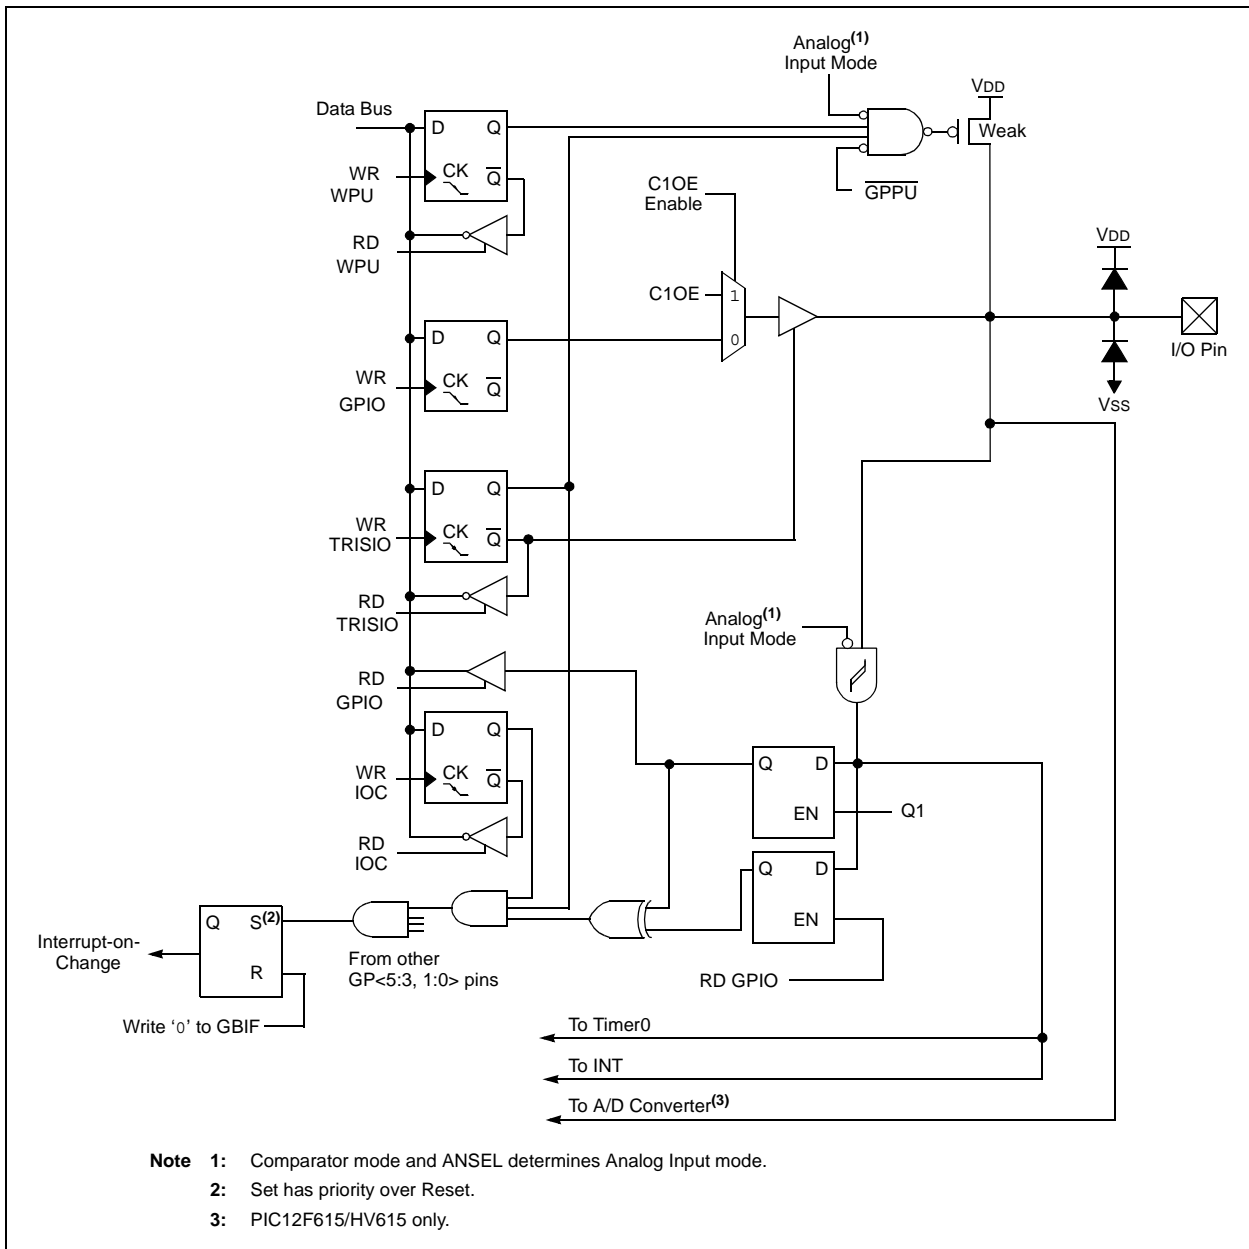 Analog(1)
Input Mode
VDD
Data Bus
D
Q
Weak
WR
WPU
CK
Q
C1OE
Enable
GPPU
RD
WPU
VDD
C1OE
1
D
Q
0
I/O Pin
WR
GPIO
CK
Q
VSS
D
Q
WR
TRISIO
CK
Q
RD
TRISIO
Analog(1)
Input Mode
RD
GPIO
D
Q
WR
IOC
CK
Q
Q
D
EN
Q1
RD
IOC
Q
D
EN
Q
S(2)
R
Interrupt-on-
Change
From other
GP<5:3, 1:0> pins
RD GPIO
Write ‘0’ to GBIF
To Timer0
To INT
To A/D Converter(3)
Note 1: Comparator mode and ANSEL determines Analog Input mode.
2: Set has priority over Reset.
3: PIC12F615/HV615 only.